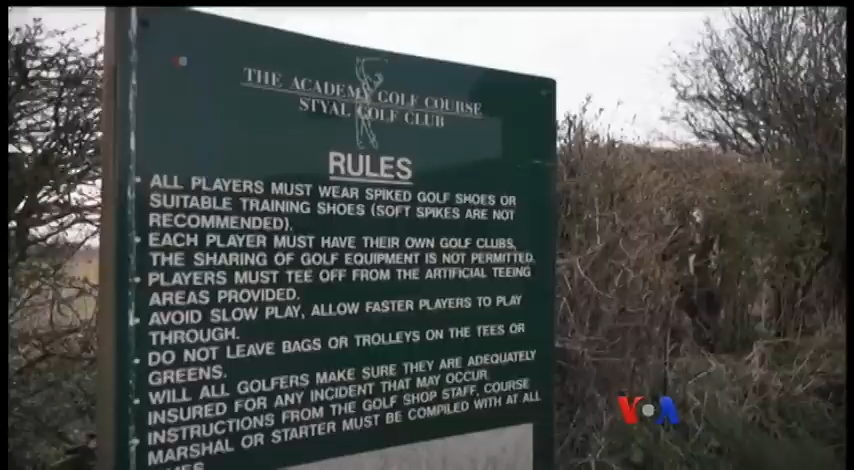 THE ACADEMY GOLF COURSE
STYAL GOLF CLUB
RULES
ALL PLAYERS MUST WEAR SPIKED GOLF SHOES OR
SUITABLE TRAINING SHOES (SOFT SPIKES ARE NOT
RECOMMENDED).
EACH PLAYER MUST HAVE THEIR OWN GOLF CLUBS,
THE SHARING OF GOLF EQUIPMENT IS NOT PERMITTED.
PLAYERS MUST TEE OFF FROM THE ARTIFICIAL TEEING
AREAS PROVIDED.
AVOID SLOW PLAY, ALLOW FASTER PLAYERS TO PLAY
THROUGH.
DO NOT LEAVE BAGS OR TROLLEYS ON THE TEES OR
GREENS.
WILL ALL GOLFERS MAKE SURE THEY ARE ADEQUATELY
INSURED FOR ANY INCIDENT THAT MAY OCCUR
INSTRUCTIONS FROM THE GOLF SHOP STAFF, COURSE
MARSHAL OR STARTER MUST BE COMPILED WITH AT ALL
TIMES
VOA